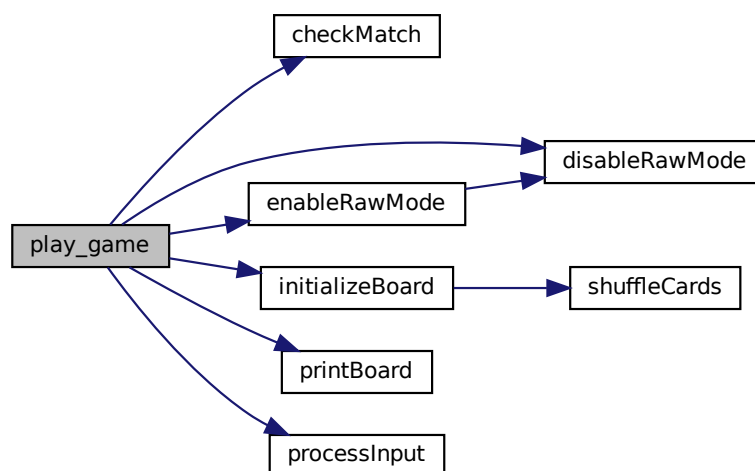 checkMatch
disableRawMode
enableRawMode
play_game
initializeBoard
shuffleCards
printBoard
processInput